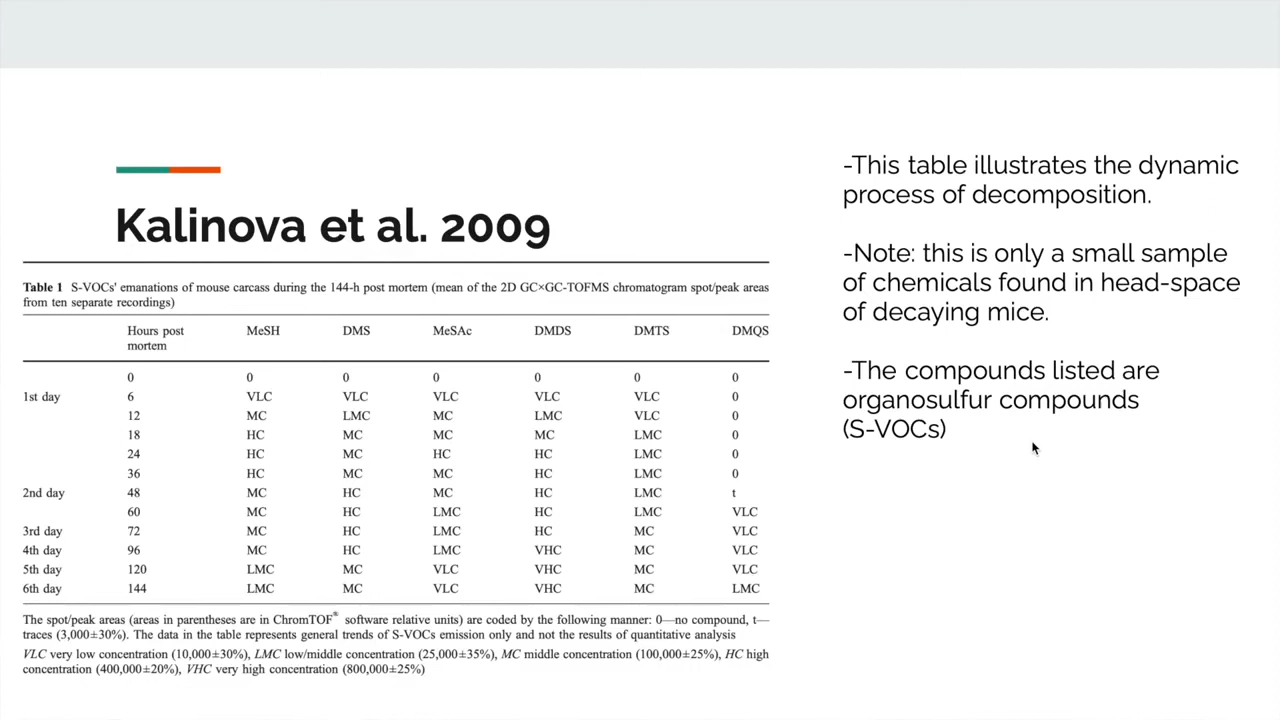 Kalinova et al. 2009
Table 1 S-VOCs' emanations of mouse carcass during the 144-h post mortem (mean of the 2D GC×GC-TOFMS chromatogram spot/peak areas
from ten separate recordings)
Hours post mortem MeSH DMS MeSAc DMDS DMTS DMQS
0 0 0 0 0 0 0
1st day 6 VLC VLC VLC VLC VLC 0
12 MC LMC MC LMC VLC 0
18 HC MC MC MC LMC 0
24 HC MC HC HC LMC 0
36 HC MC MC HC LMC 0
2nd day 48 MC HC MC HC LMC t
60 MC HC LMC HC LMC VLC
3rd day 72 MC HC LMC HC MC VLC
4th day 96 MC HC LMC VHC MC VLC
5th day 120 LMC MC VLC VHC MC VLC
6th day 144 LMC MC VLC VHC MC LMC
The spot/peak areas (areas in parentheses are in ChromTOF® software relative units) are coded by the following manner: 0—no compound, t—
traces (3,000±30%). The data in the table represents general trends of S-VOCs emission only and not the results of quantitative analysis
VLC very low concentration (10,000±30%), LMC low/middle concentration (25,000±35%), MC middle concentration (100,000±25%), HC high
concentration (400,000±20%), VHC very high concentration (800,000±25%)
-This table illustrates the dynamic
process of decomposition.
-Note: this is only a small sample
of chemicals found in head-space
of decaying mice.
-The compounds listed are
organosulfur compounds
(S-VOCs)